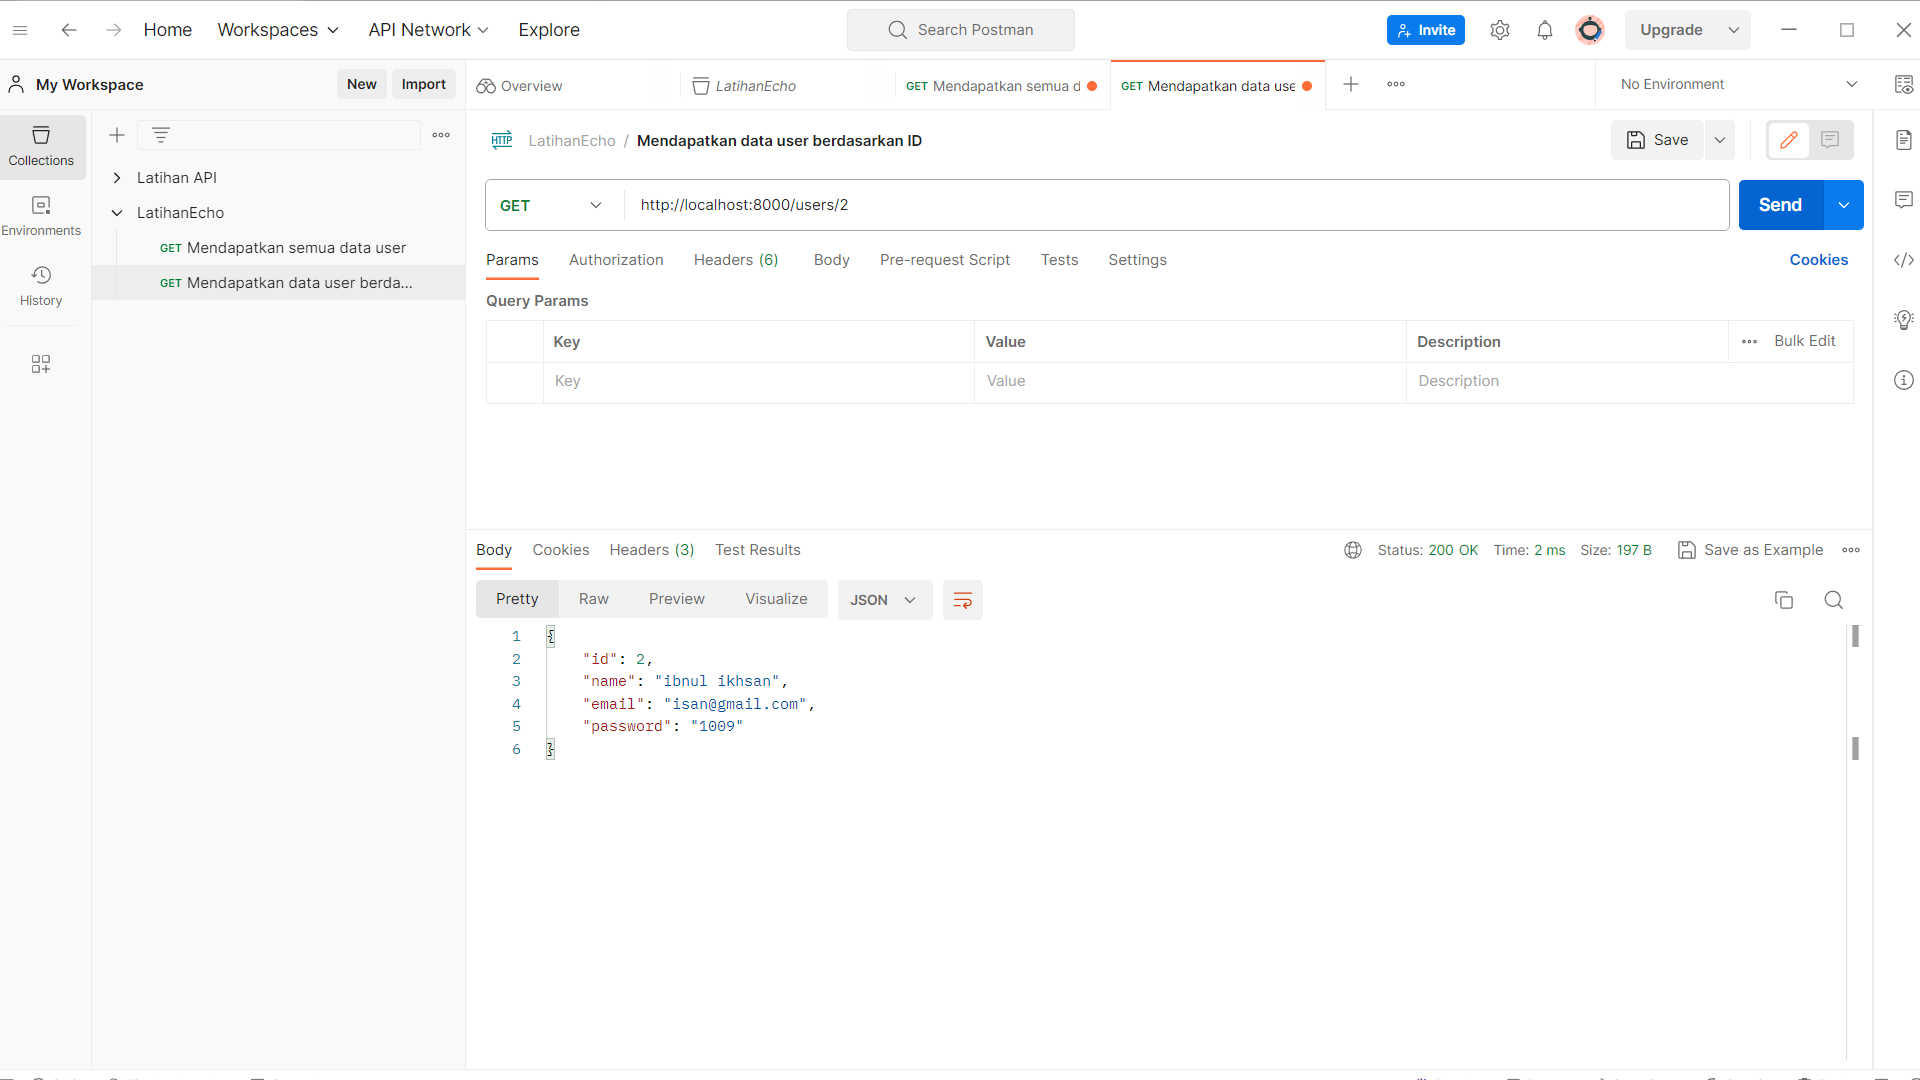 Home Workspaces API Network Explore Search Postman Invite Upgrade
My Workspace New Import Overview LatihanEcho GET Mendapatkan semua d GET Mendapatkan data use No Environment
Collections
Environments
History
Latihan API
LatihanEcho
GET Mendapatkan semua data user
GET Mendapatkan data user berda...
HTTP LatihanEcho / Mendapatkan data user berdasarkan ID Save
GET http://localhost:8000/users/2 Send
Params Authorization Headers (6) Body Pre-request Script Tests Settings Cookies
Query Params
Key Value Description Bulk Edit
Key Value Description
Body Cookies Headers (3) Test Results Status: 200 OK Time: 2 ms Size: 197 B Save as Example
Pretty Raw Preview Visualize JSON
1 {
2 "id": 2,
3 "name": "ibnul ikhsan",
4 "email": "isan@gmail.com",
5 "password": "1009"
6 }